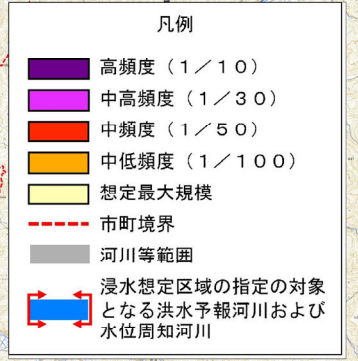 凡例
高頻度（１／１０）
中高頻度（１／３０）
中頻度（１／５０）
中低頻度（１／１００）
想定最大規模
市町境界
河川等範囲
浸水想定区域の指定の対象
となる洪水予報河川および
水位周知河川